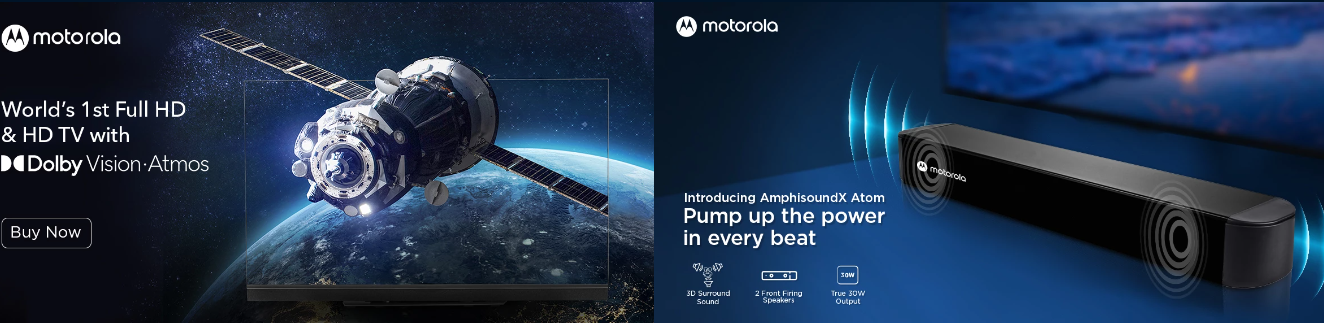 motorola
World's 1st Full HD
& HD TV with
Dolby Vision·Atmos
Buy Now
motorola
motorola
Introducing AmphisoundX Atom
Pump up the power
in every beat
30W
3D Surround
Sound
2 Front Firing
Speakers
True 30W
Output